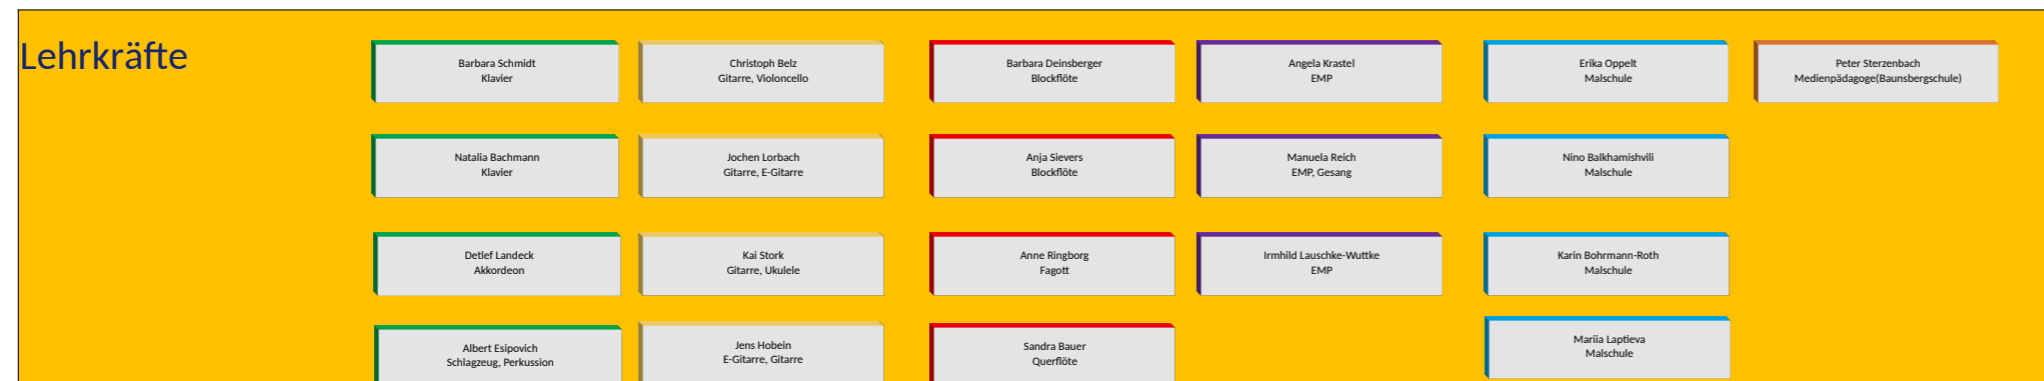 Lehrkräfte
Barbara Schmidt
Klavier
Christoph Belz
Gitarre, Violoncello
Barbara Deinsberger
Blockflöte
Angela Krastel
EMP
Erika Oppelt
Malschule
Peter Sterzenbach
Medienpädagoge(Baunsbergschule)
Natalia Bachmann
Klavier
Jochen Lorbach
Gitarre, E-Gitarre
Anja Sievers
Blockflöte
Manuela Reich
EMP, Gesang
Nino Balkhamishvili
Malschule
Detlef Landeck
Akkordeon
Kai Stork
Gitarre, Ukulele
Anne Ringborg
Fagott
Irmhild Lauschke-Wuttke
EMP
Karin Bohrmann-Roth
Malschule
Albert Esipovich
Schlagzeug, Perkussion
Jens Hobein
E-Gitarre, Gitarre
Sandra Bauer
Querflöte
Mariia Laptieva
Malschule